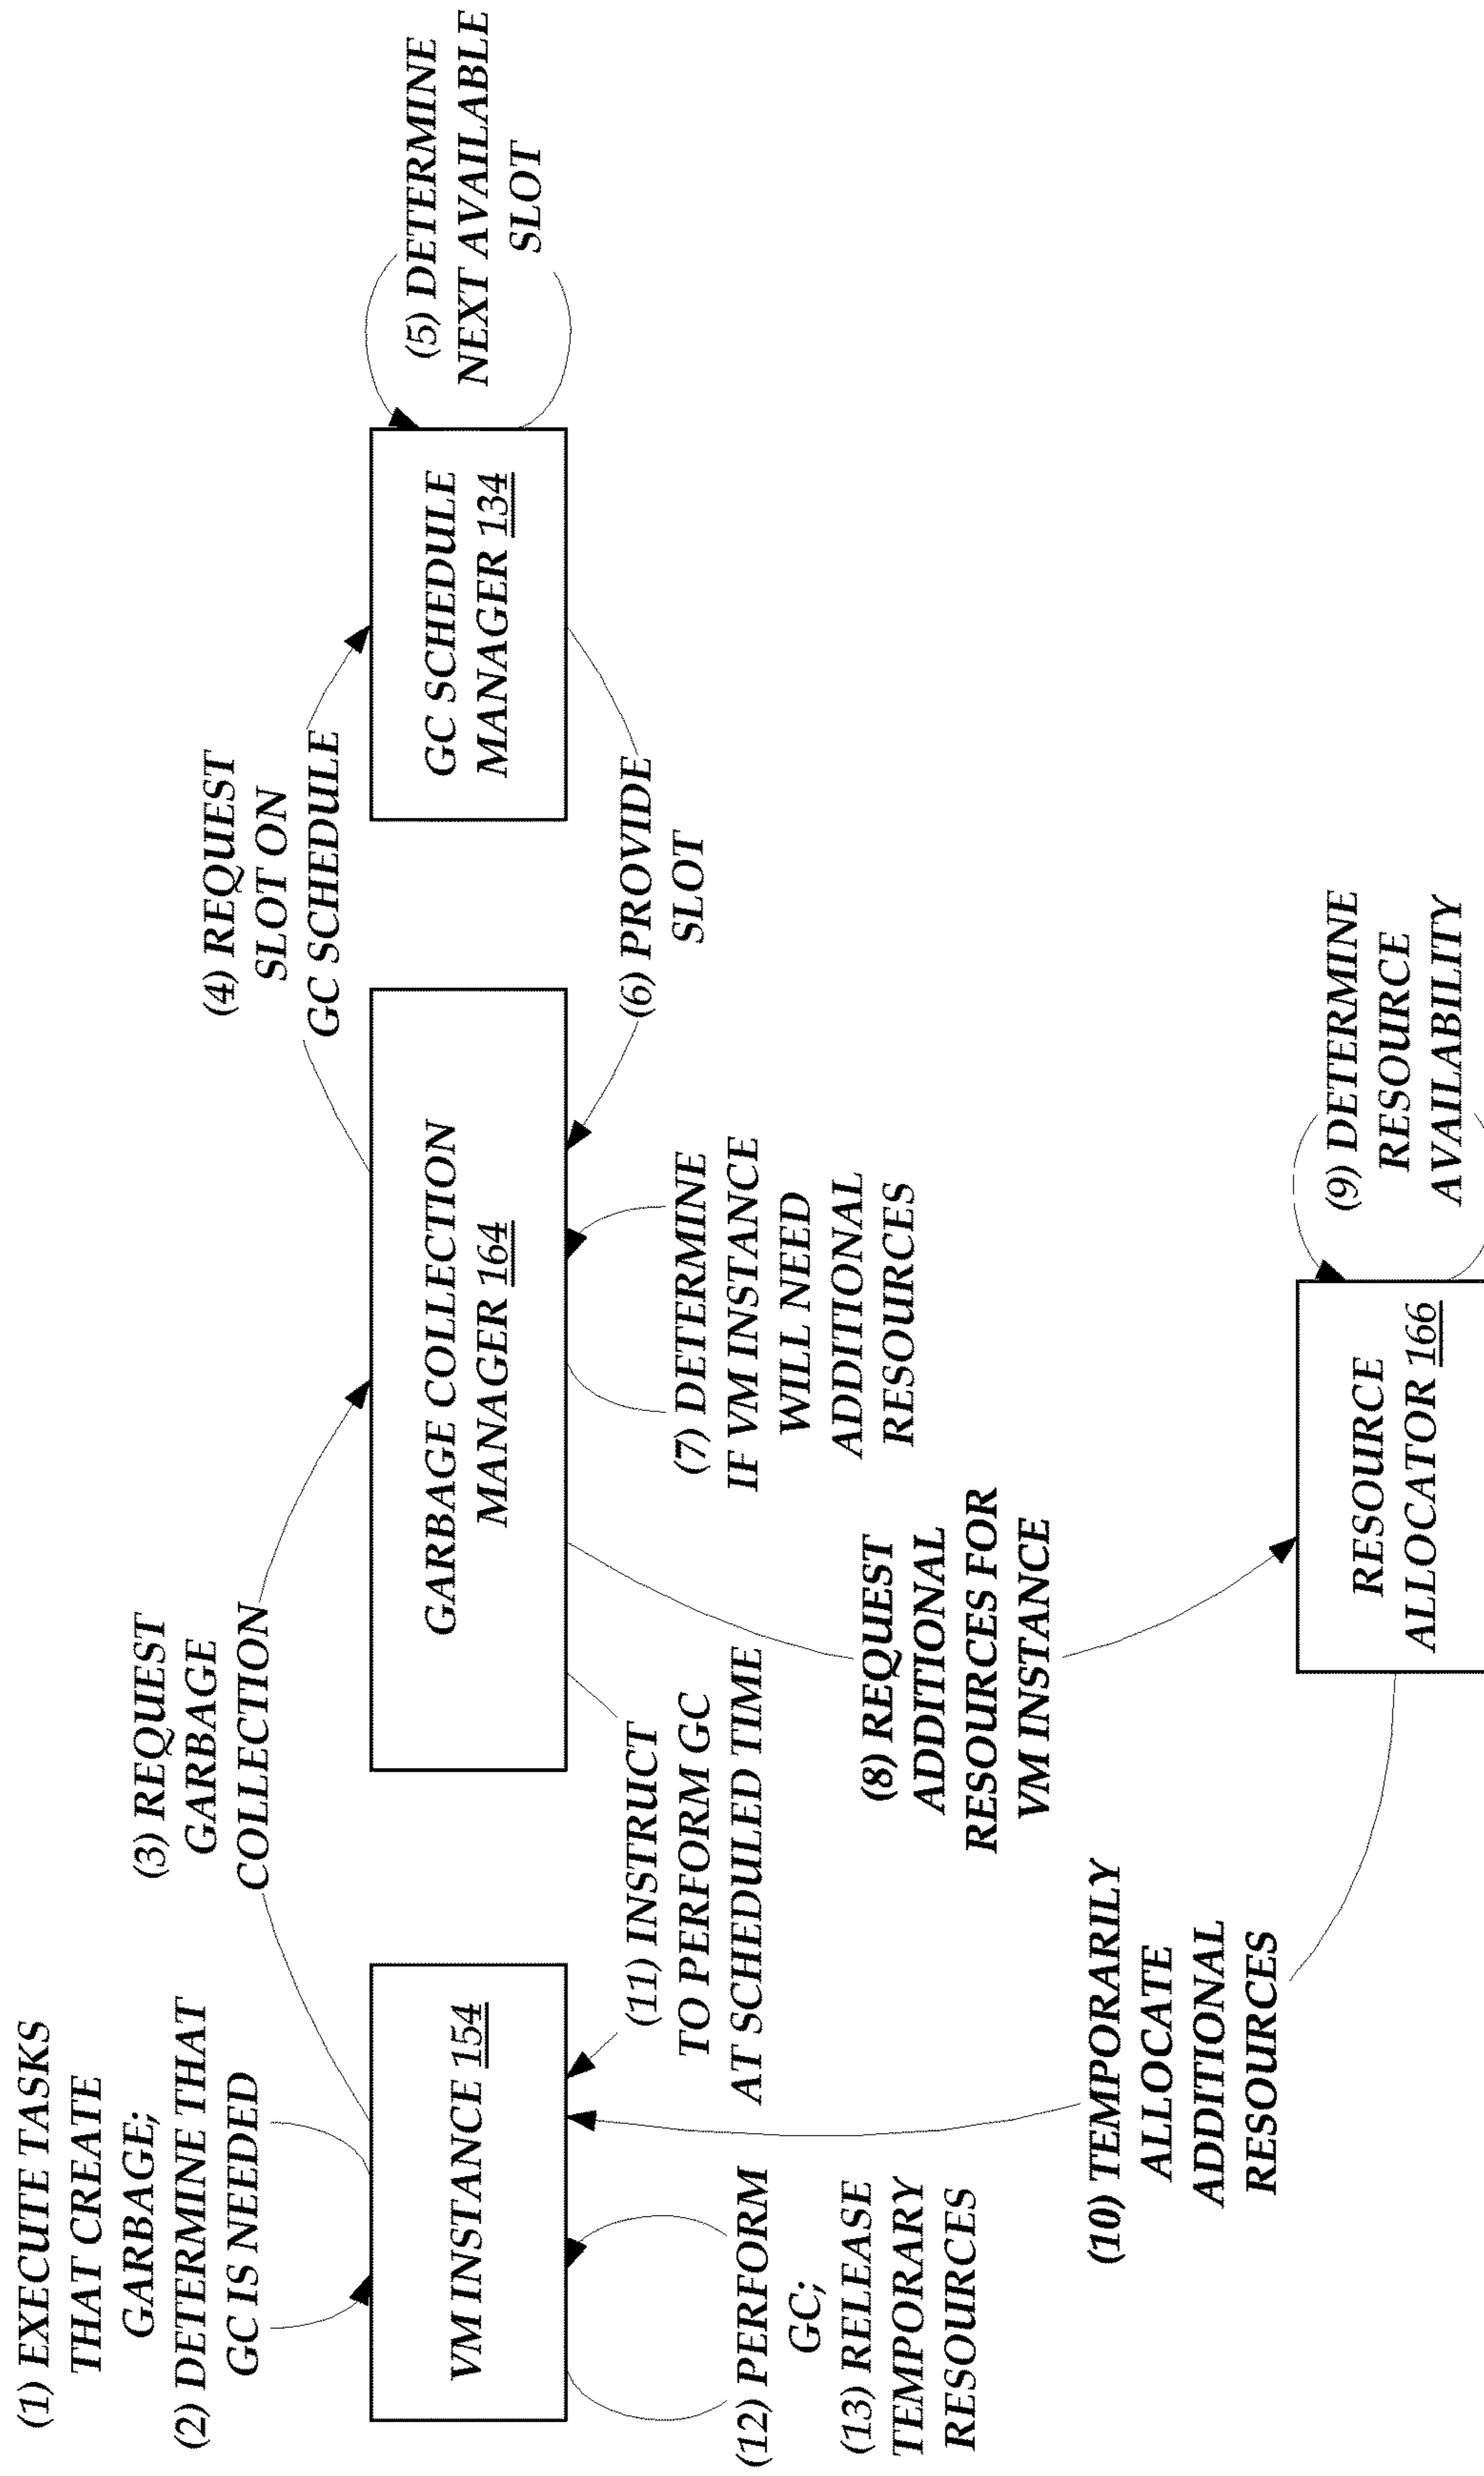 (1) EXECUTE TASKS
THAT CREATE
GARBAGE;
(2) DETERMINE THAT
GC IS NEEDED
(3) REQUEST
GARBAGE
COLLECTION
(4) REQUEST
SLOT ON
GC SCHEDULE
(5) DETERMINE
NEXT AVAILABLE
SLOT
VM INSTANCE 154
GARBAGE COLLECTION
MANAGER 164
GC SCHEDULE
MANAGER 134
(6) PROVIDE
SLOT
(7) DETERMINE
IF VM INSTANCE
WILL NEED
ADDITIONAL
RESOURCES
(8) REQUEST
ADDITIONAL
RESOURCES FOR
VM INSTANCE
(9) DETERMINE
RESOURCE
AVAILABILITY
RESOURCE
ALLOCATOR 166
(10) TEMPORARILY
ALLOCATE
ADDITIONAL
RESOURCES
(11) INSTRUCT
TO PERFORM GC
AT SCHEDULED TIME
(12) PERFORM
GC;
(13) RELEASE
TEMPORARY
RESOURCES